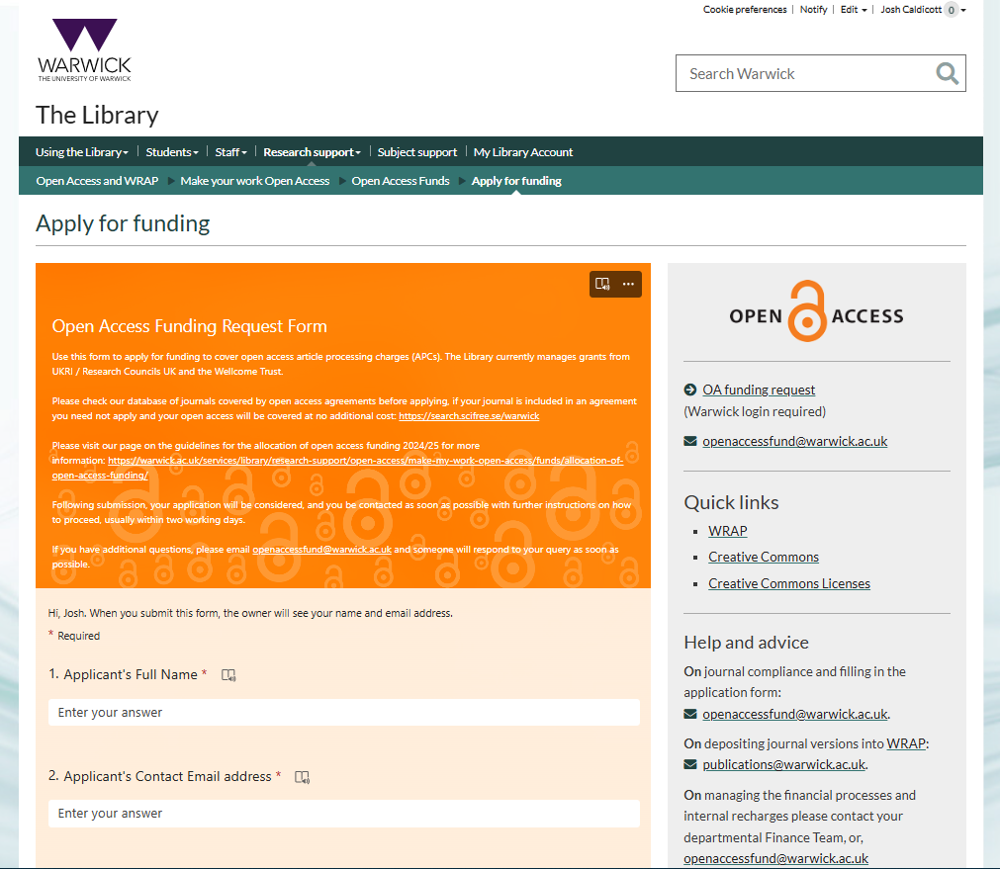 Cookie preferences | Notify | Edit | Josh Caldicott 0
WARWICK
THE UNIVERSITY OF WARWICK
Search Warwick
The Library
Using the Library | Students | Staff | Research support | Subject support | My Library Account
Open Access and WRAP Make your work Open Access Open Access Funds Apply for funding
Apply for funding
Open Access Funding Request Form
Use this form to apply for funding to cover open access article processing charges (APCs). The Library currently manages grants from
UKRI / Research Councils UK and the Wellcome Trust.
Please check our database of journals covered by open access agreements before applying, if your journal is included in an agreement
you need not apply and your open access will be covered at no additional cost: https://search.scifree.se/warwick
Please visit our page on the guidelines for the allocation of open access funding 2024/25 for more
information: https://warwick.ac.uk/services/library/research-support/open-access/make-my-work-open-access/funds/allocation-of-
open-access-funding/
Following submission, your application will be considered, and you be contacted as soon as possible with further instructions on how
to proceed, usually within two working days.
If you have additional questions, please email openaccessfund@warwick.ac.uk and someone will respond to your query as soon as
possible.
Hi, Josh. When you submit this form, the owner will see your name and email address.
* Required
1. Applicant's Full Name *
Enter your answer
2. Applicant's Contact Email address *
Enter your answer
OPEN ACCESS
OA funding request
(Warwick login required)
openaccessfund@warwick.ac.uk
Quick links
WRAP
Creative Commons
Creative Commons Licenses
Help and advice
On journal compliance and filling in the
application form:
openaccessfund@warwick.ac.uk.
On depositing journal versions into WRAP:
publications@warwick.ac.uk.
On managing the financial processes and
internal recharges please contact your
departmental Finance Team, or,
openaccessfund@warwick.ac.uk